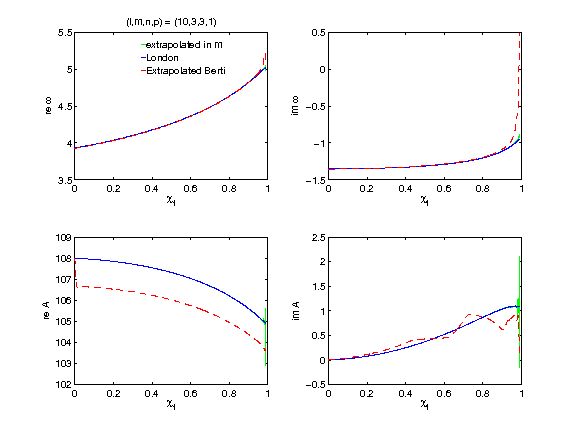 (l,m,n,p) = (10,3,3,1)
5.5
5
4.5
4
3.5
0 0.2 0.4 0.6 0.8 1
re ω
χf
extrapolated in m
London
Extrapolated Berti
0.5
0
−0.5
−1
−1.5
0 0.2 0.4 0.6 0.8 1
im ω
χf
109
108
107
106
105
104
103
102
0 0.2 0.4 0.6 0.8 1
re A
χf
2.5
2
1.5
1
0.5
0
−0.5
0 0.2 0.4 0.6 0.8 1
im A
χf